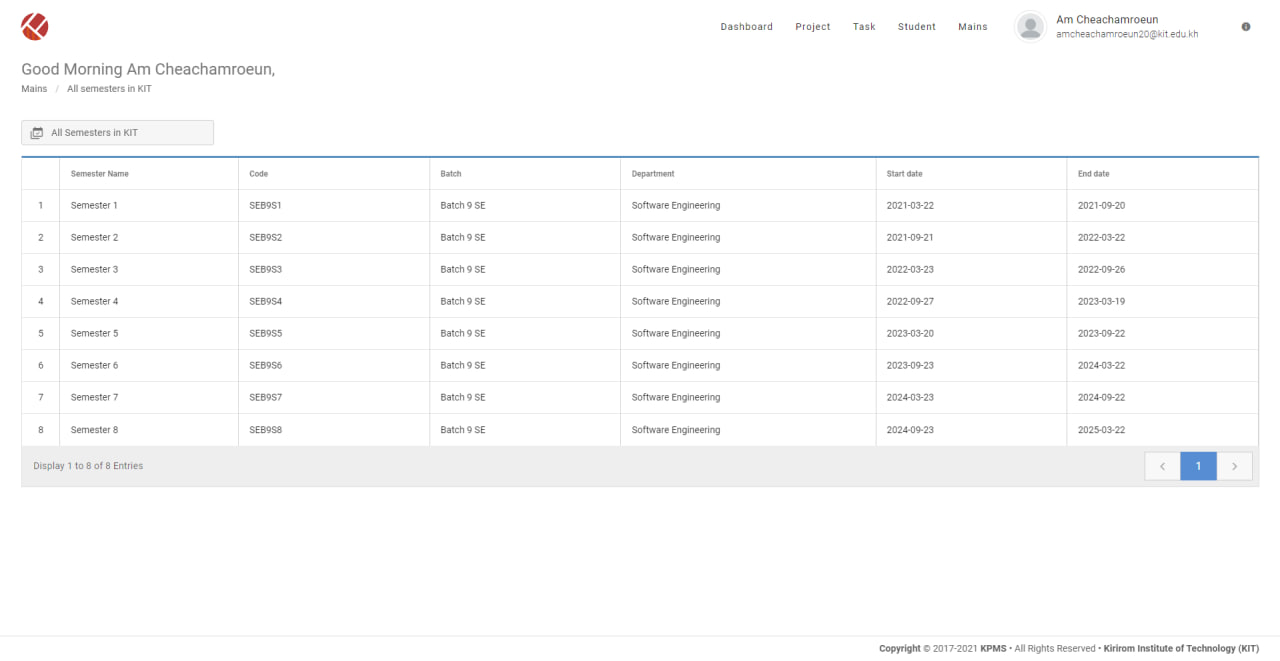 Dashboard Project Task Student Mains
Am Cheachamroeun
amcheachamroeun20@kit.edu.kh
Good Morning Am Cheachamroeun,
Mains / All semesters in KIT
All Semesters in KIT
Semester Name Code Batch Department Start date End date
1 Semester 1 SEB9S1 Batch 9 SE Software Engineering 2021-03-22 2021-09-20
2 Semester 2 SEB9S2 Batch 9 SE Software Engineering 2021-09-21 2022-03-22
3 Semester 3 SEB9S3 Batch 9 SE Software Engineering 2022-03-23 2022-09-26
4 Semester 4 SEB9S4 Batch 9 SE Software Engineering 2022-09-27 2023-03-19
5 Semester 5 SEB9S5 Batch 9 SE Software Engineering 2023-03-20 2023-09-22
6 Semester 6 SEB9S6 Batch 9 SE Software Engineering 2023-09-23 2024-03-22
7 Semester 7 SEB9S7 Batch 9 SE Software Engineering 2024-03-23 2024-09-22
8 Semester 8 SEB9S8 Batch 9 SE Software Engineering 2024-09-23 2025-03-22
Display 1 to 8 of 8 Entries
1
Copyright © 2017-2021 KPMS • All Rights Reserved • Kirirom Institute of Technology (KIT)